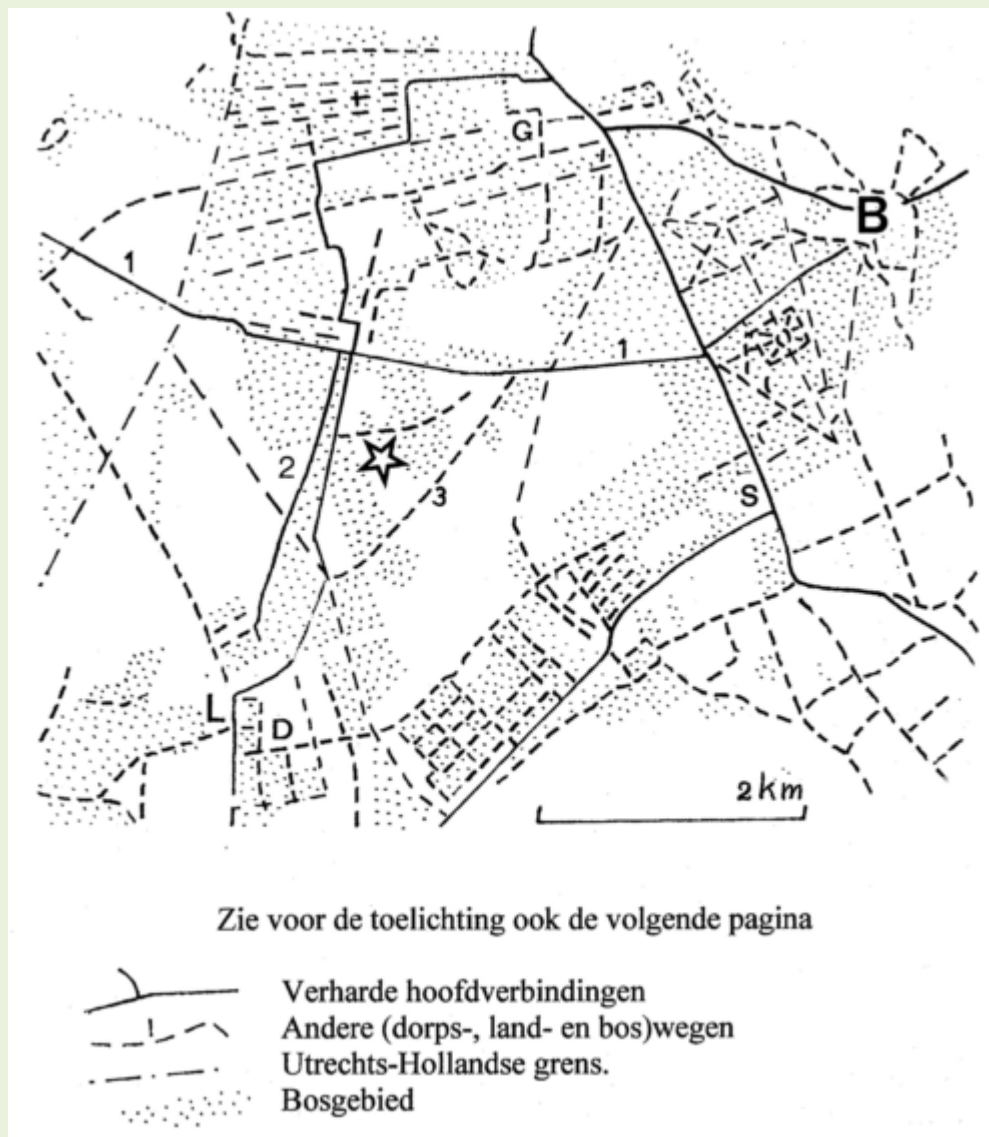 G
B
1
1
2
3
S
L
D
2 km
Zie voor de toelichting ook de volgende pagina
Verharde hoofdverbindingen
Andere (dorps-, land- en bos)wegen
Utrechts-Hollandse grens.
Bosgebied